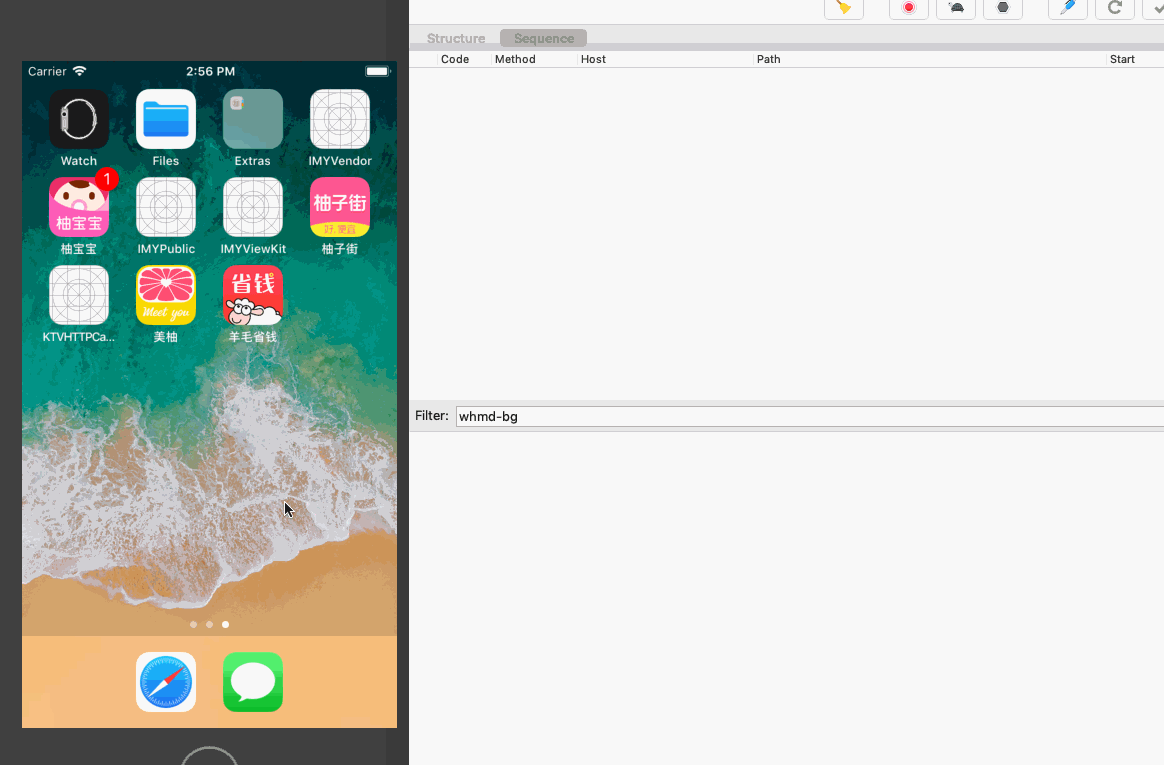 Structure
Sequence
Code Method Host Path Start
Carrier 2:56 PM
Watch Files Extras IMYVendor
1
柚宝宝
柚子街
好,便宜
柚宝宝 IMYPublic IMYViewKit 柚子街
Meet you
省钱
KTVHTTPCa... 美柚 羊毛省钱
Filter: whmd-bg